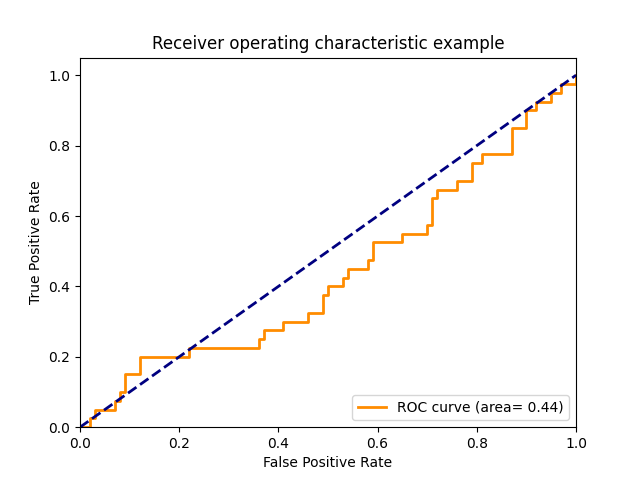 Receiver operating characteristic example
1.0
0.8
0.6
0.4
0.2
0.0
True Positive Rate
ROC curve (area= 0.44)
0.0 0.2 0.4 0.6 0.8 1.0
False Positive Rate